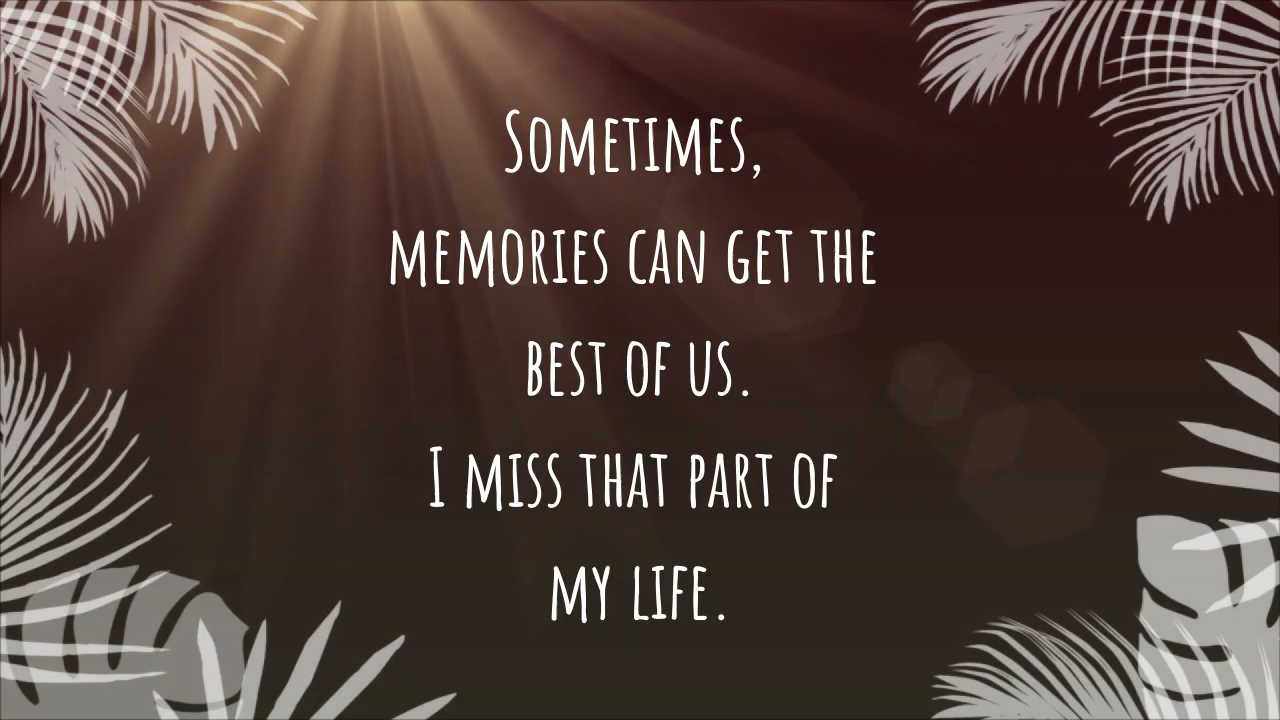 Sometimes,
memories can get the
best of us.
I miss that part of
my life.